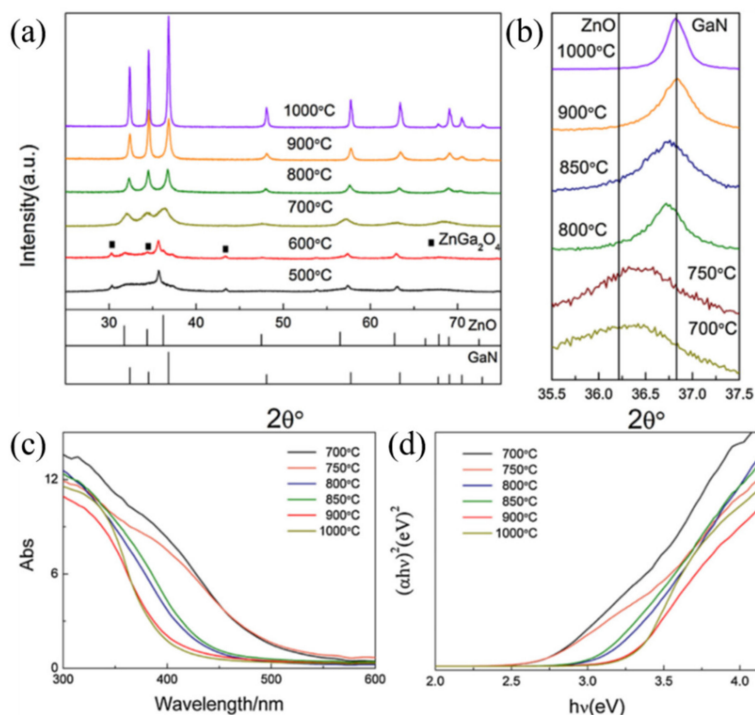 (a)
1000°C
900°C
800°C
700°C
600°C
500°C
■ ZnGa₂O₄
Intensity(a.u.)
30 40 50 60 70
ZnO
GaN
2θ°
(b)
ZnO GaN
1000°C
900°C
850°C
800°C
750°C
700°C
35.5 36.0 36.5 37.0 37.5
2θ°
(c)
700°C
750°C
800°C
850°C
900°C
1000°C
12
6
0
Abs
300 400 500 600
Wavelength/nm
(d)
700°C
750°C
800°C
850°C
900°C
1000°C
(αhν)²(eV)²
2.0 2.5 3.0 3.5 4.0
hν(eV)